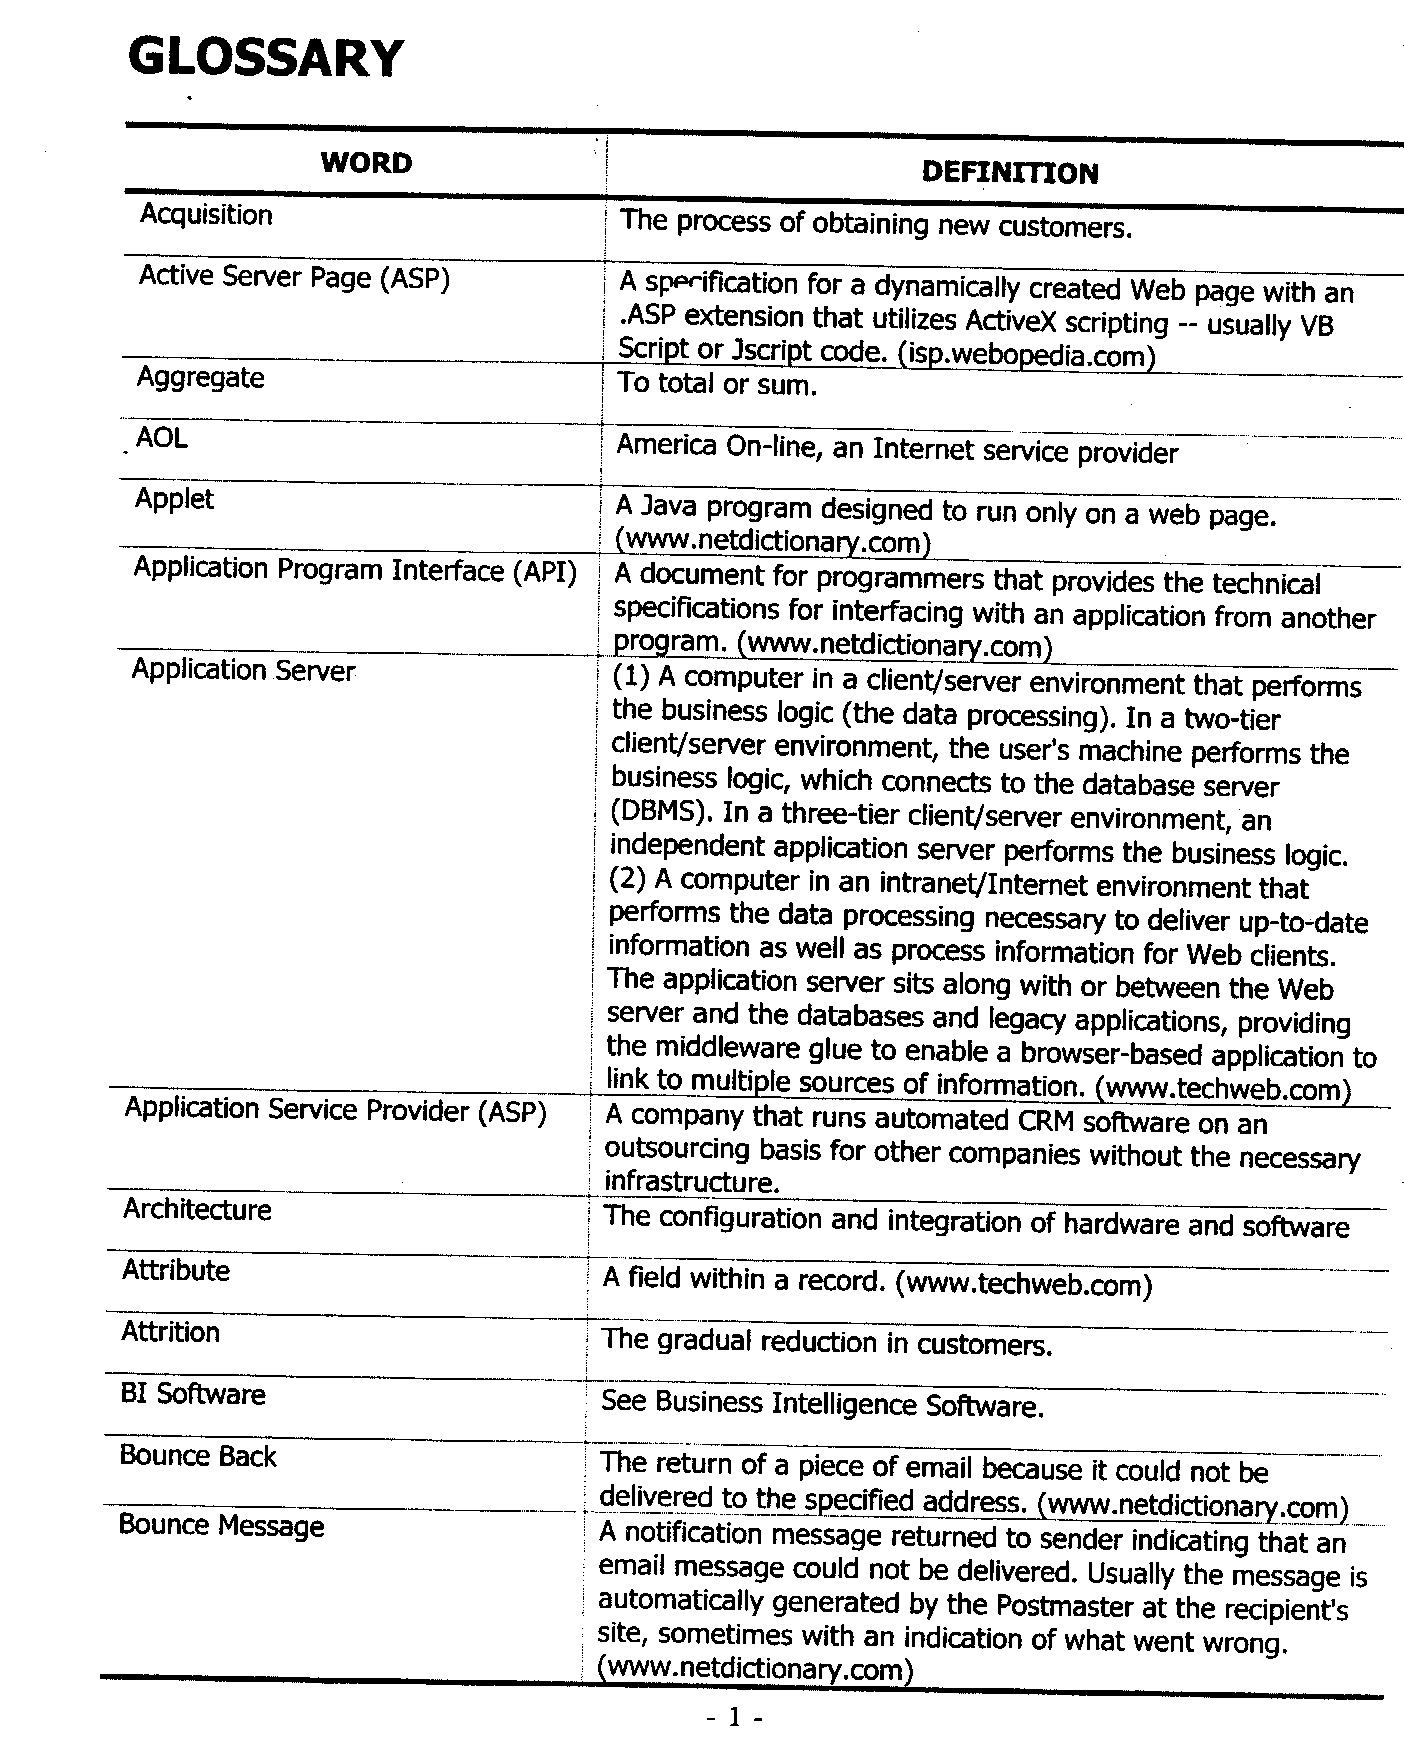 GLOSSARY
WORD DEFINITION
Acquisition The process of obtaining new customers.
Active Server Page (ASP) A specification for a dynamically created Web page with an
.ASP extension that utilizes ActiveX scripting -- usually VB
Script or Jscript code. (isp.webopedia.com)
Aggregate To total or sum.
AOL America On-line, an Internet service provider
Applet A Java program designed to run only on a web page.
(www.netdictionary.com)
Application Program Interface (API) A document for programmers that provides the technical
specifications for interfacing with an application from another
program. (www.netdictionary.com)
Application Server (1) A computer in a client/server environment that performs
the business logic (the data processing). In a two-tier
client/server environment, the user's machine performs the
business logic, which connects to the database server
(DBMS). In a three-tier client/server environment, an
independent application server performs the business logic.
(2) A computer in an intranet/Internet environment that
performs the data processing necessary to deliver up-to-date
information as well as process information for Web clients.
The application server sits along with or between the Web
server and the databases and legacy applications, providing
the middleware glue to enable a browser-based application to
link to multiple sources of information. (www.techweb.com)
Application Service Provider (ASP) A company that runs automated CRM software on an
outsourcing basis for other companies without the necessary
infrastructure.
Architecture The configuration and integration of hardware and software
Attribute A field within a record. (www.techweb.com)
Attrition The gradual reduction in customers.
BI Software See Business Intelligence Software.
Bounce Back The return of a piece of email because it could not be
delivered to the specified address. (www.netdictionary.com)
Bounce Message A notification message returned to sender indicating that an
email message could not be delivered. Usually the message is
automatically generated by the Postmaster at the recipient's
site, sometimes with an indication of what went wrong.
(www.netdictionary.com)
- 1 -